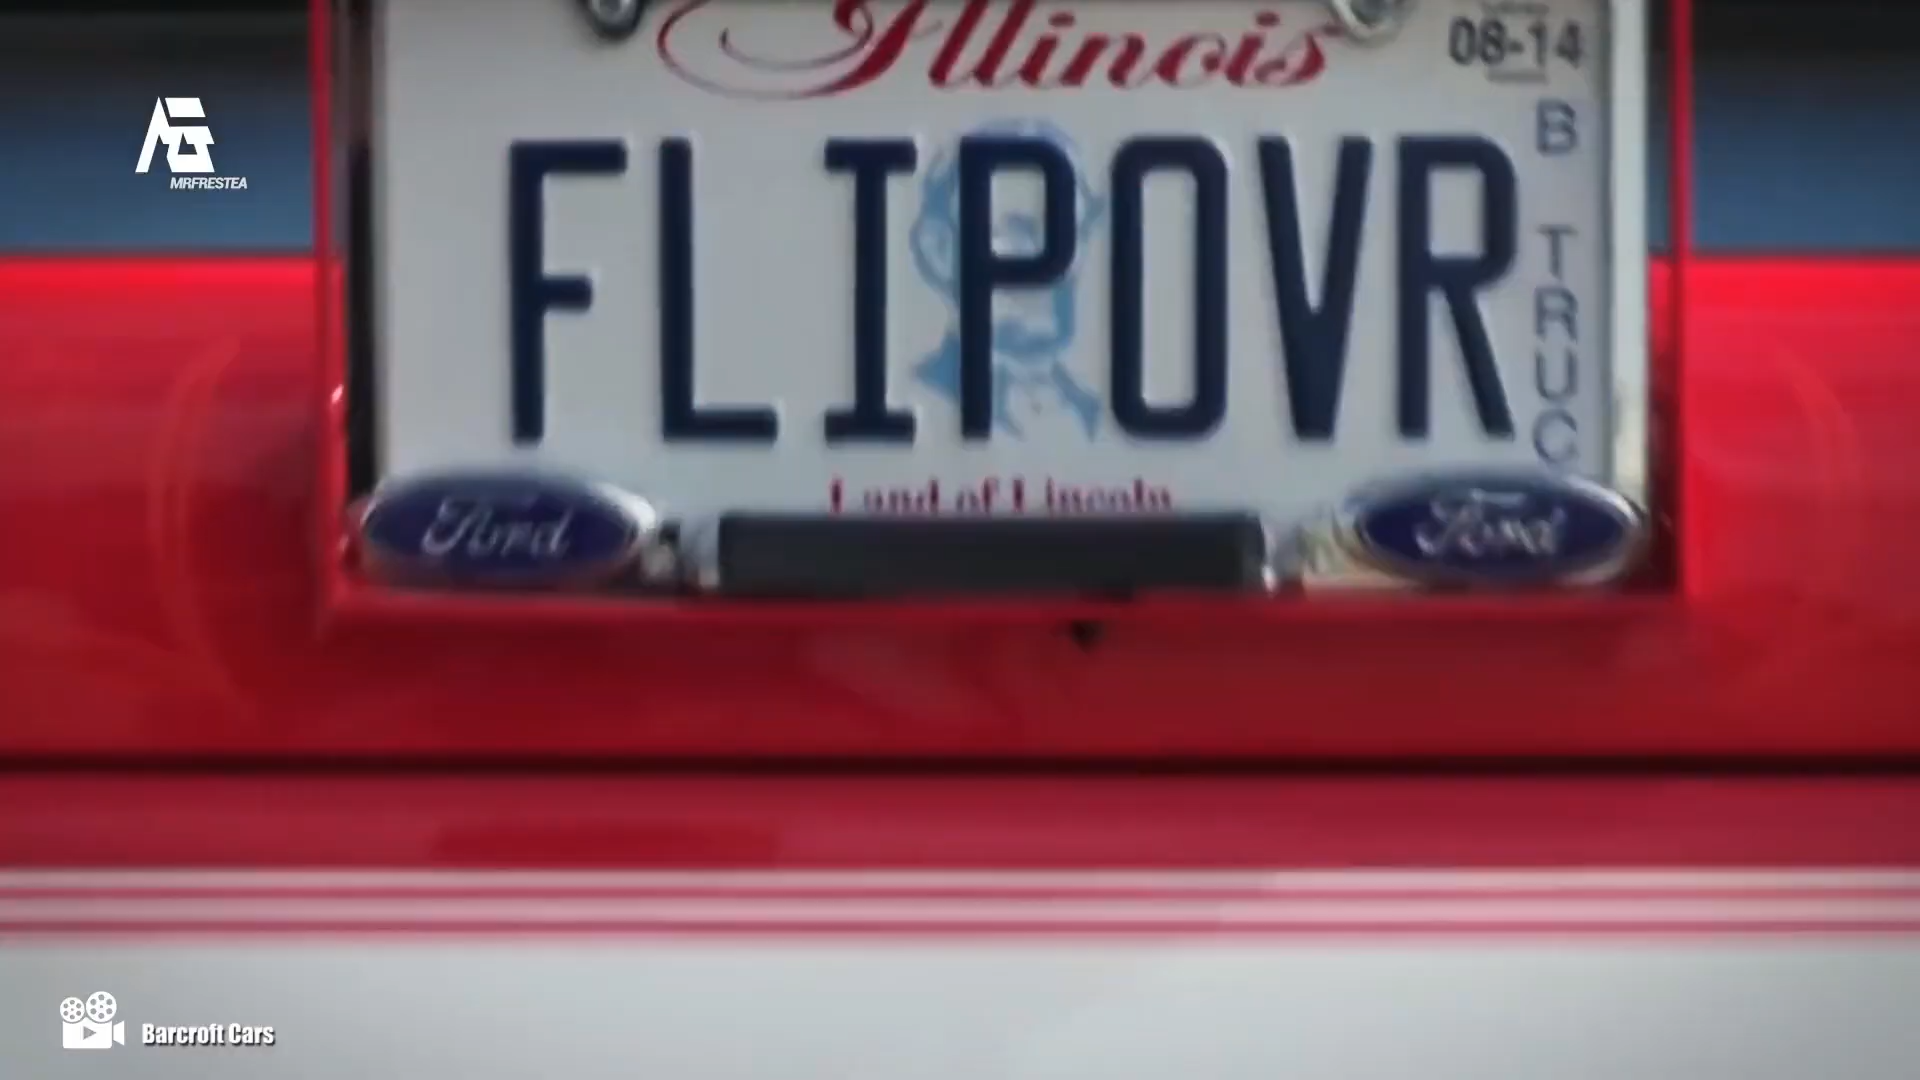 Illinois
08-14
FLIPOVR
B TRUC
Land of Lincoln
Ford
Ford
MRFRESTEA
Barcroft Cars